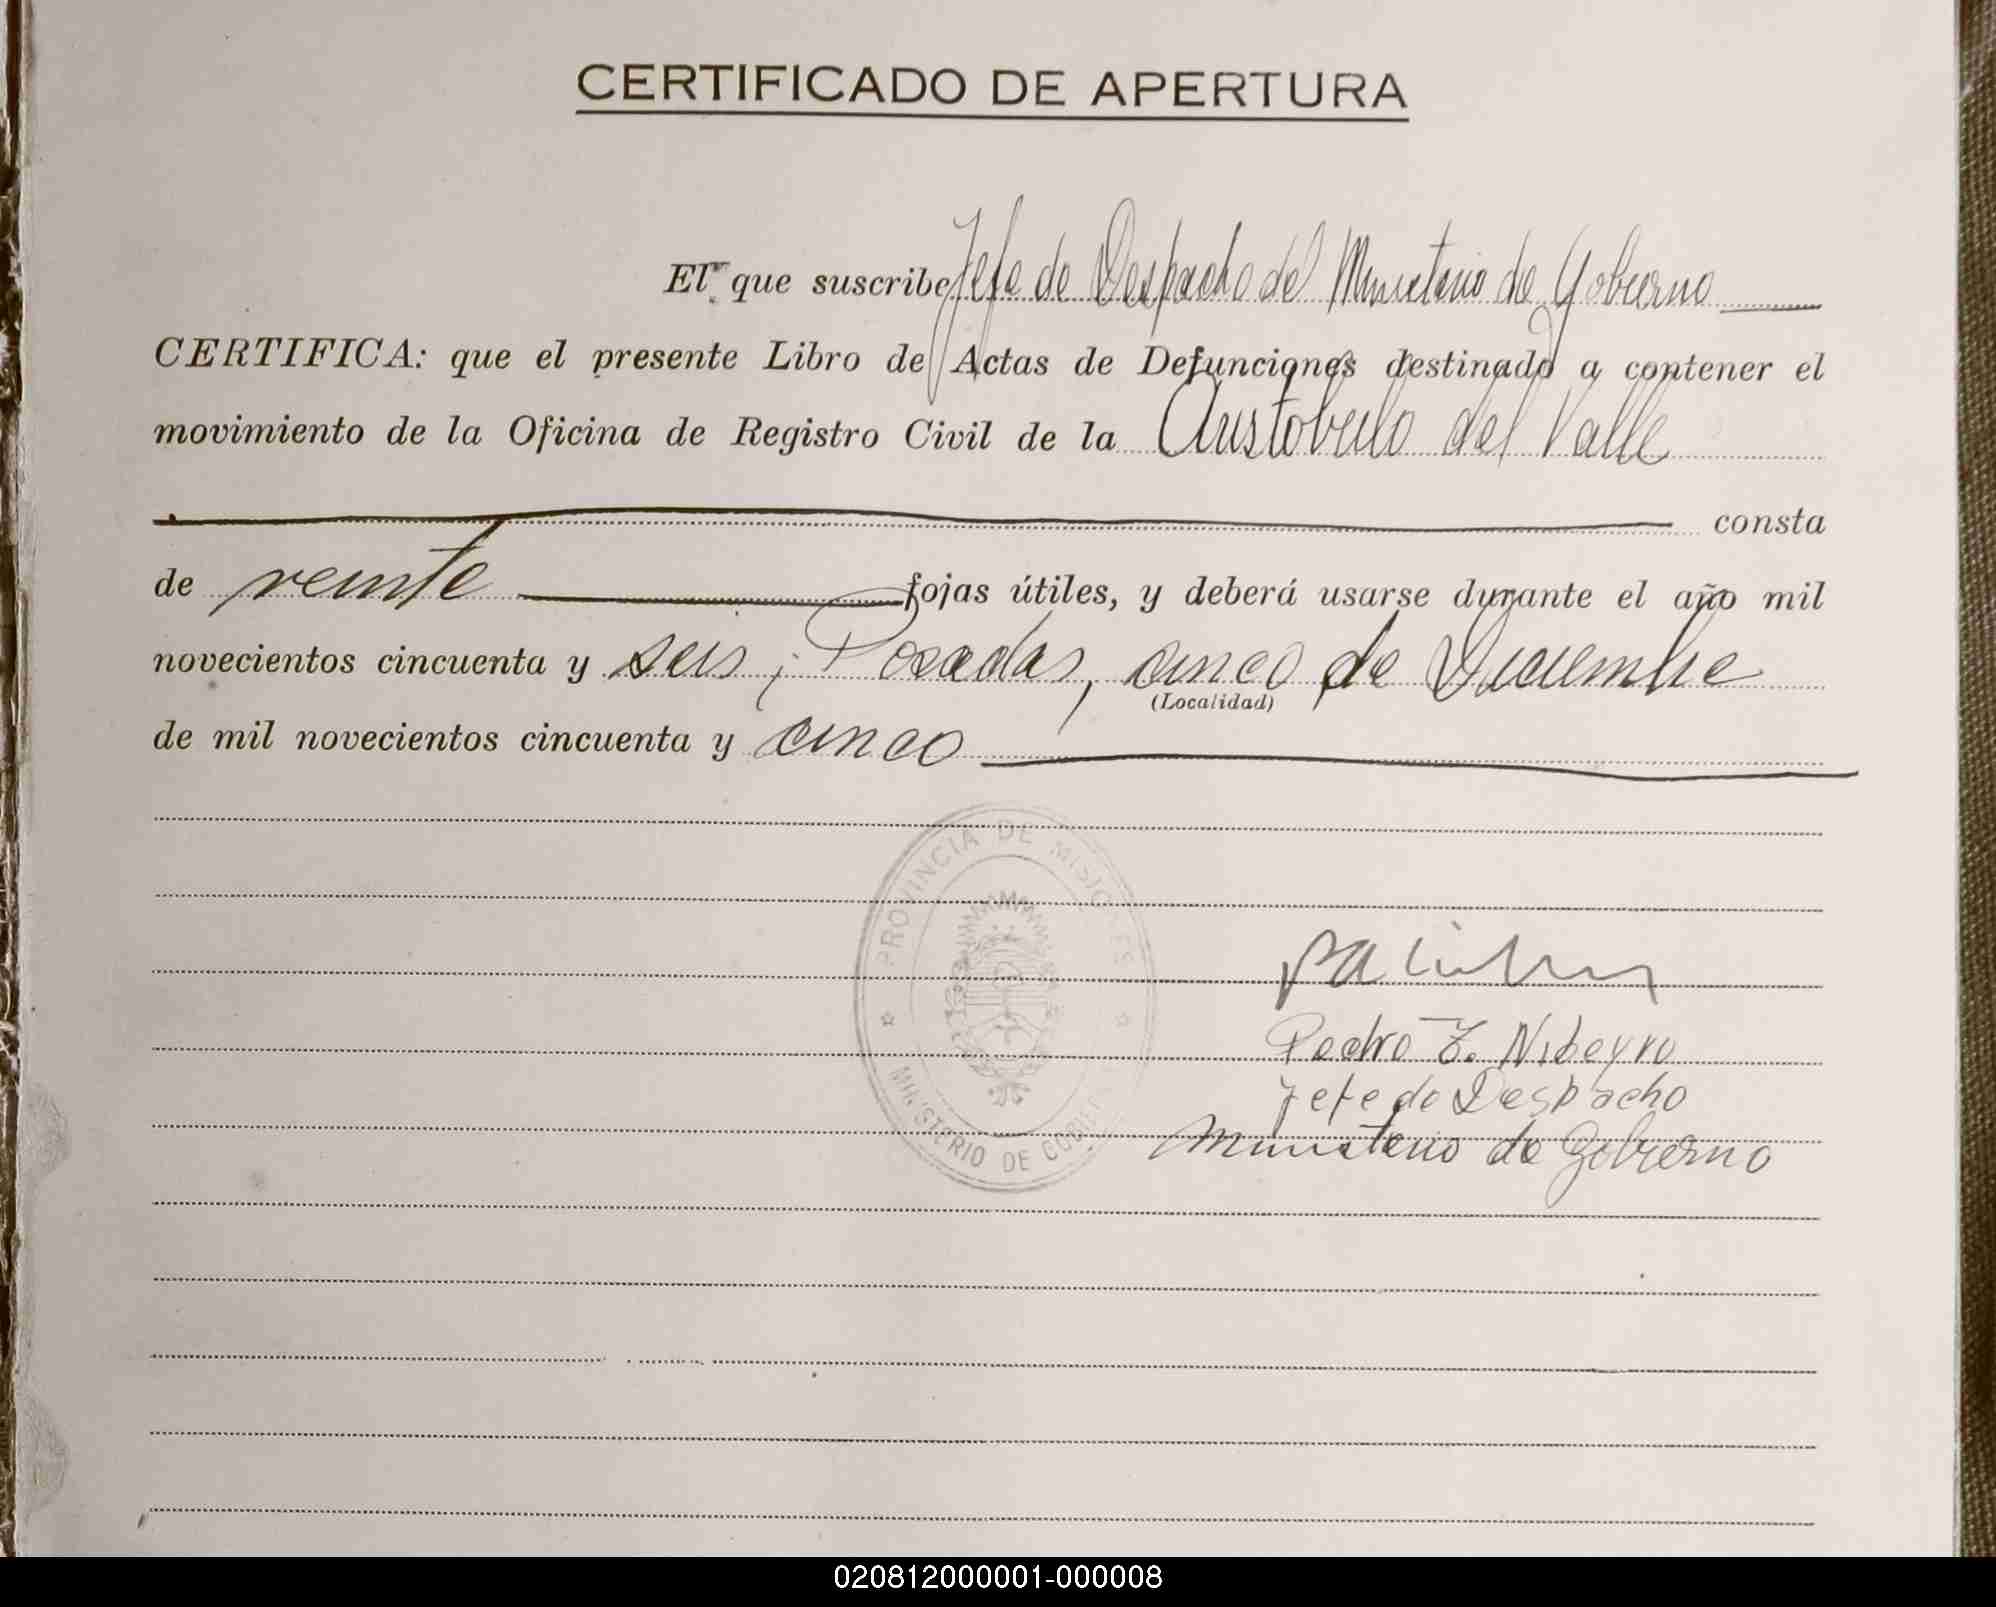 CERTIFICADO DE APERTURA
El que suscribe Jefe de Despacho del Ministerio de Gobierno
CERTIFICA: que el presente Libro de Actas de Defunciones destinado a contener el
movimiento de la Oficina de Registro Civil de la Aristobulo del Valle
consta
de veinte fojas útiles, y deberá usarse durante el año mil
novecientos cincuenta y seis, Posadas, cinco de Diciembre
(Localidad)
de mil novecientos cincuenta y cinco
PROVINCIA DE MISIONES
MINISTERIO DE GOBIERNO
Pedro I. Nibeyro
Jefe de Despacho
Ministerio de Gobierno
020812000001-000008